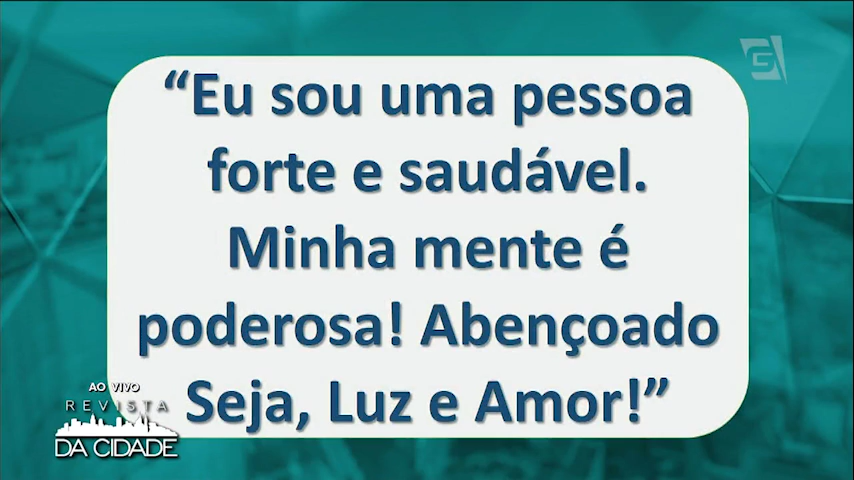 “Eu sou uma pessoa
forte e saudável.
Minha mente é
poderosa! Abençoado
Seja, Luz e Amor!”
AO VIVO
REVISTA
DA CIDADE
G